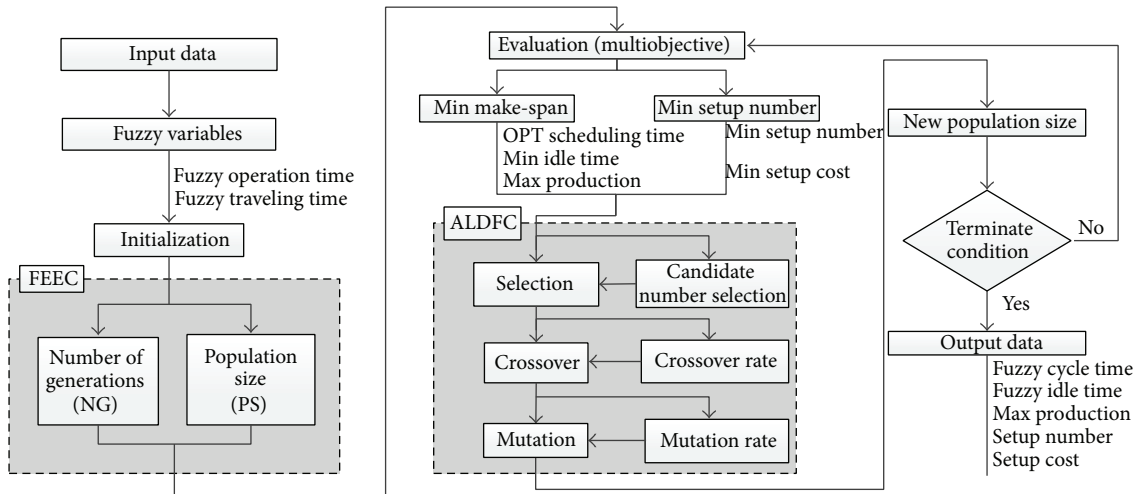 Input data
Fuzzy variables
Fuzzy operation time
Fuzzy traveling time
Initialization
FEEC
Number of
generations
(NG)
Population
size
(PS)
Evaluation (multiobjective)
Min make-span
Min setup number
OPT scheduling time
Min idle time
Max production
Min setup number
Min setup cost
ALDFC
Selection
Candidate
number selection
Crossover
Crossover rate
Mutation
Mutation rate
New population size
Terminate
condition
No
Yes
Output data
Fuzzy cycle time
Fuzzy idle time
Max production
Setup number
Setup cost